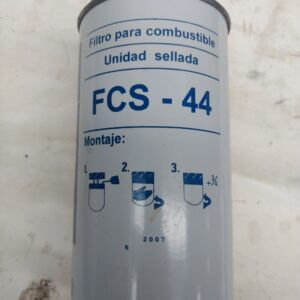 Filtro para combustible
Unidad sellada
FCS - 44
Montaje:
1. 2. 3.
+¾
6 2007